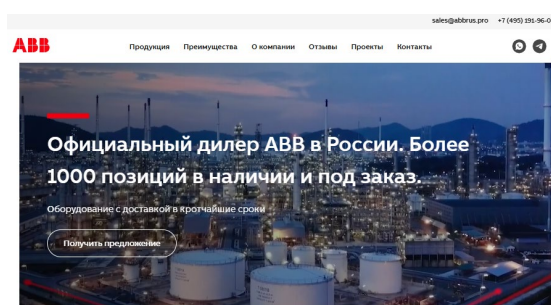 sales@abbrus.pro +7 (495) 191-96-0
ABB
Продукция Преимущества О компании Отзывы Проекты Контакты
Официальный дилер ABB в России. Более
1000 позиций в наличии и под заказ.
Оборудование с доставкой в кротчайшие сроки
Получить предложение